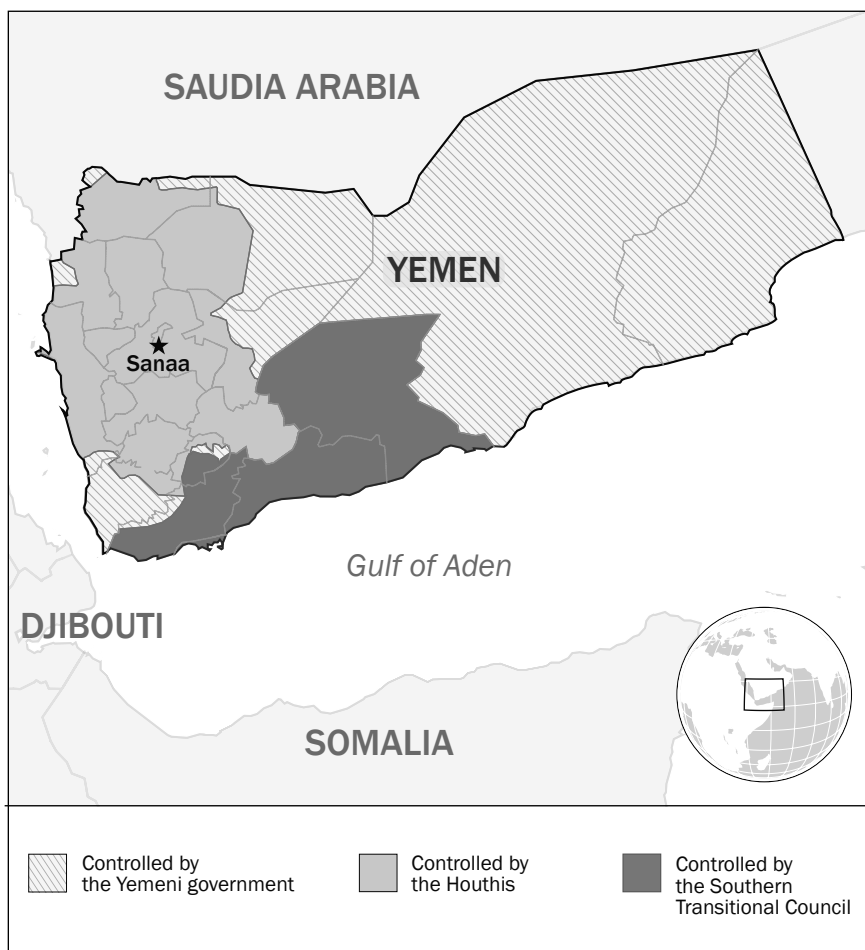 SAUDIA ARABIA
YEMEN
Sanaa
Gulf of Aden
DJIBOUTI
SOMALIA
Controlled by
the Yemeni government
Controlled by
the Houthis
Controlled by
the Southern
Transitional Council